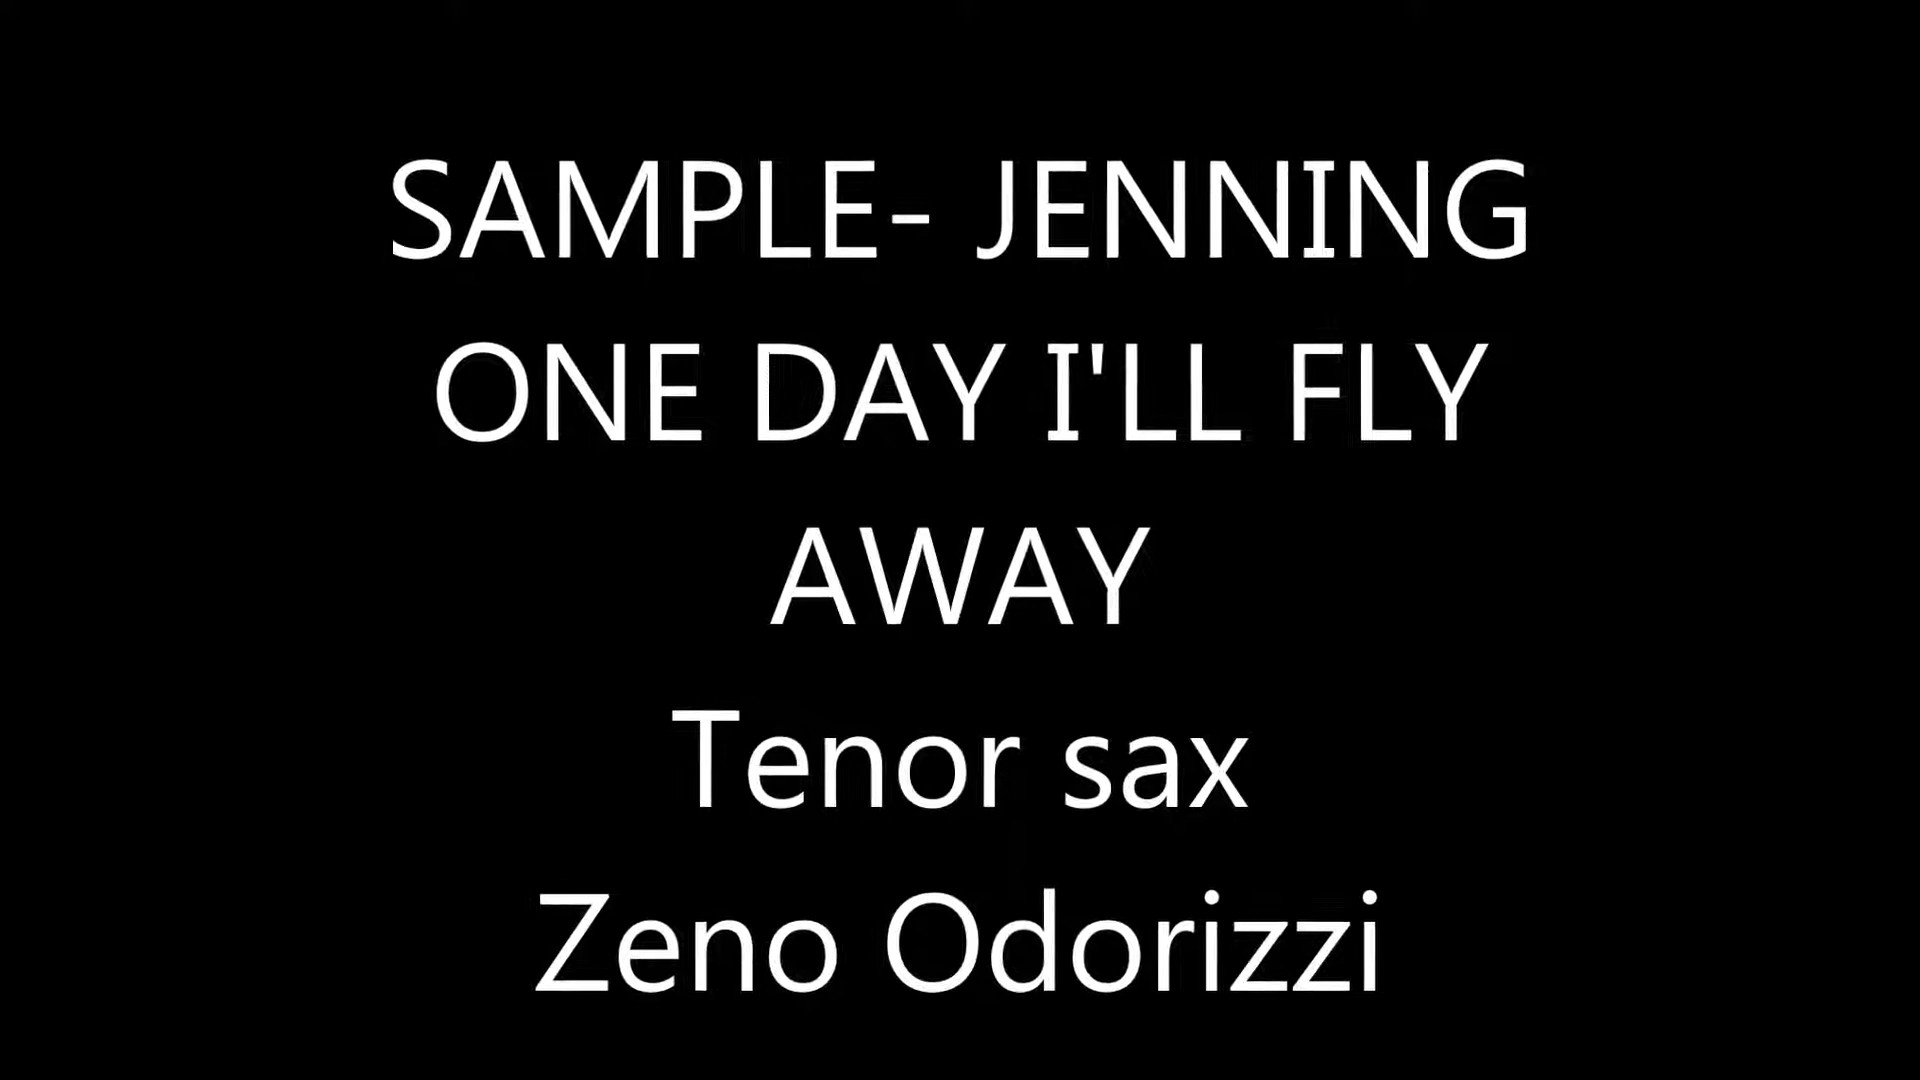 SAMPLE- JENNING
ONE DAY I'LL FLY
AWAY
Tenor sax
Zeno Odorizzi